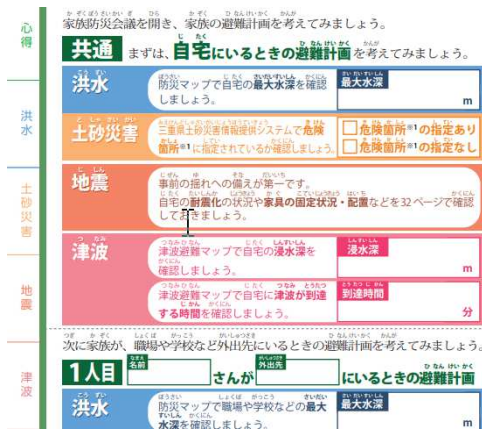 家族防災会議を開き、家族の避難計画を考えてみましょう。
共通 まずは、自宅にいるときの避難計画を考えてみましょう。
洪水
防災マップで自宅の最大水深を確認
しましょう。
最大水深
m
土砂災害
三重県土砂災害情報提供システムで危険
箇所※1に指定されているか確認しましょう。
危険箇所※1の指定あり
危険箇所※1の指定なし
地震
事前の揺れへの備えが第一です。
自宅の耐震化の状況や家具の固定状況・配置などを32ページで確認
しておきましょう。
津波
津波避難マップで自宅の浸水深を
確認しましょう。
浸水深
m
津波避難マップで自宅に津波が到達
する時間を確認しましょう。
到達時間
分
次に家族が、職場や学校など外出先にいるときの避難計画を考えてみましょう。
1人目 名前 さんが 外出先 にいるときの避難計画
洪水
防災マップで職場や学校などの最大
水深を確認しましょう。
最大水深
m
心得
洪水
土砂災害
地震
津波